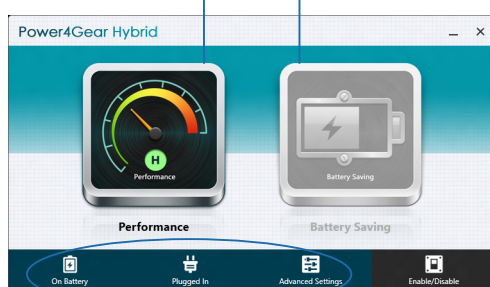 Power4Gear Hybrid
H
Performance
Battery Saving
Performance
Battery Saving
On Battery
Plugged In
Advanced Settings
Enable/Disable